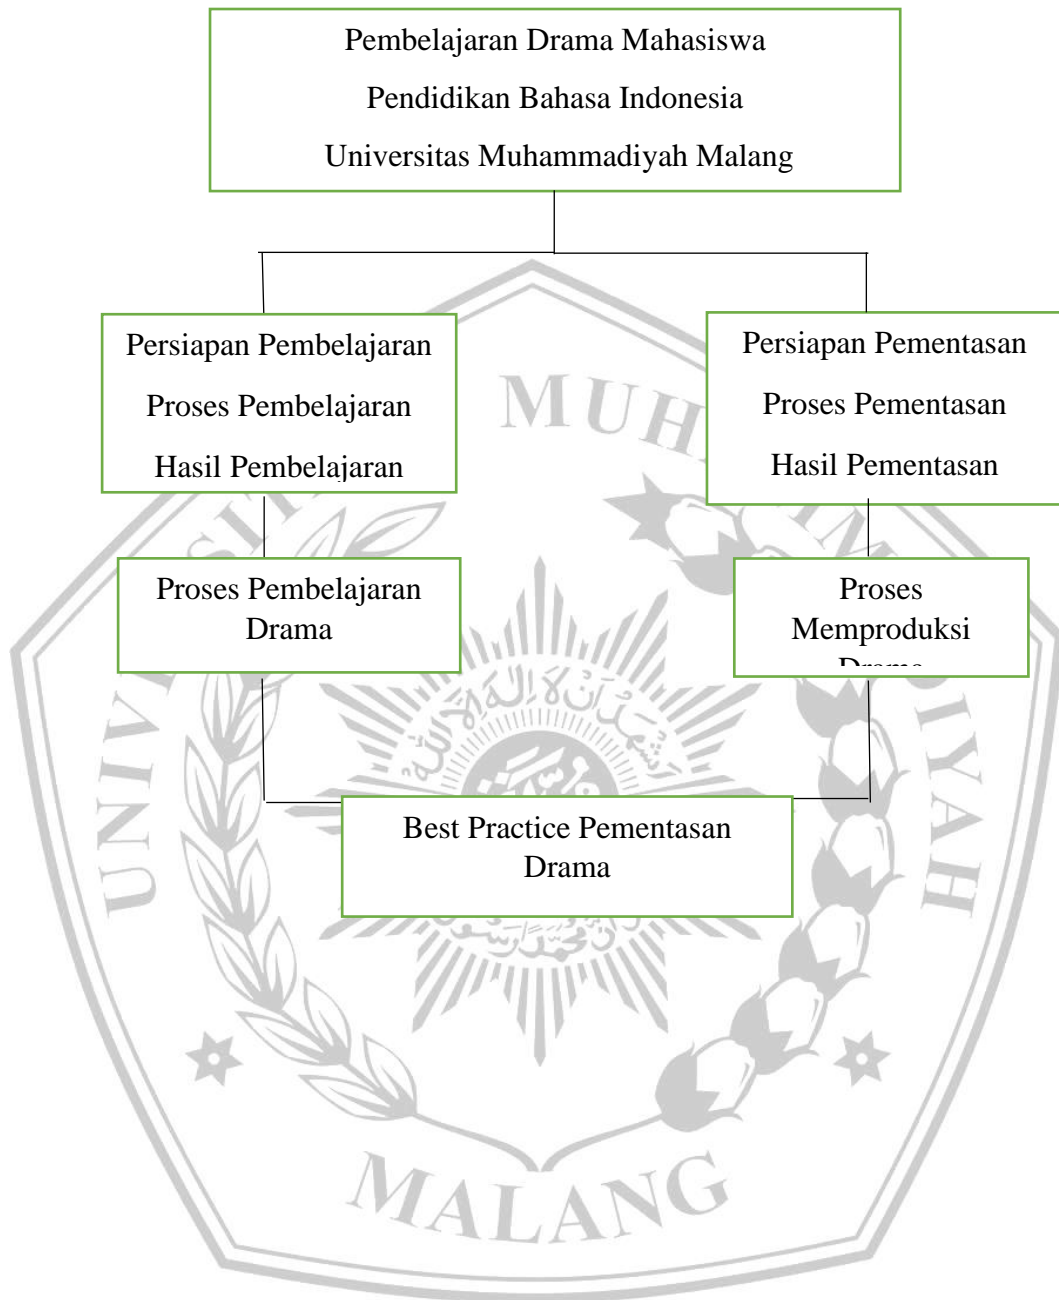 Pembelajaran Drama Mahasiswa
Pendidikan Bahasa Indonesia
Universitas Muhammadiyah Malang
Persiapan Pembelajaran
Proses Pembelajaran
Hasil Pembelajaran
Persiapan Pementasan
Proses Pementasan
Hasil Pementasan
Proses Pembelajaran
Drama
Proses
Memproduksi
Drama
Best Practice Pementasan
Drama
MALANG